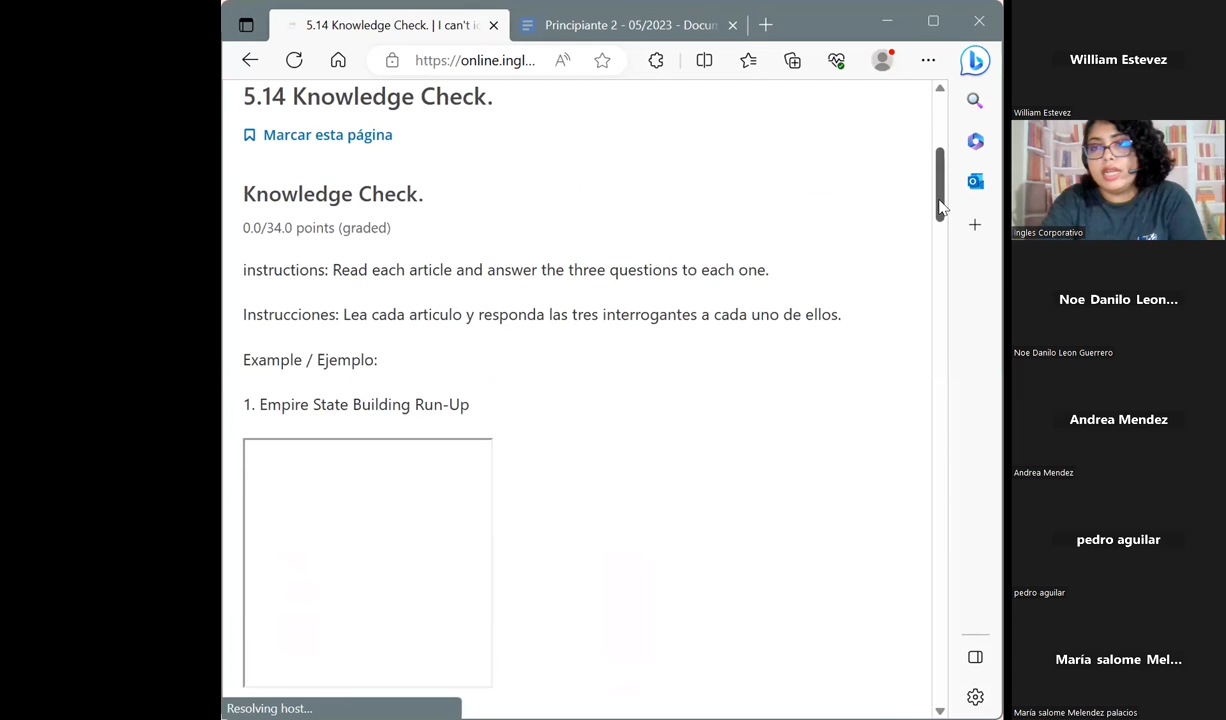 5.14 Knowledge Check. | I can't i
Principiante 2 - 05/2023 - Docum
https://online.ingl...
5.14 Knowledge Check.
Marcar esta página
Knowledge Check.
0.0/34.0 points (graded)
instructions: Read each article and answer the three questions to each one.
Instrucciones: Lea cada articulo y responda las tres interrogantes a cada uno de ellos.
Example / Ejemplo:
1. Empire State Building Run-Up
Resolving host...
William Estevez
William Estevez
Ingles Corporativo
Noe Danilo Leon...
Noe Danilo Leon Guerrero
Andrea Mendez
Andrea Mendez
pedro aguilar
pedro aguilar
María salome Mel...
María salome Melendez palacios